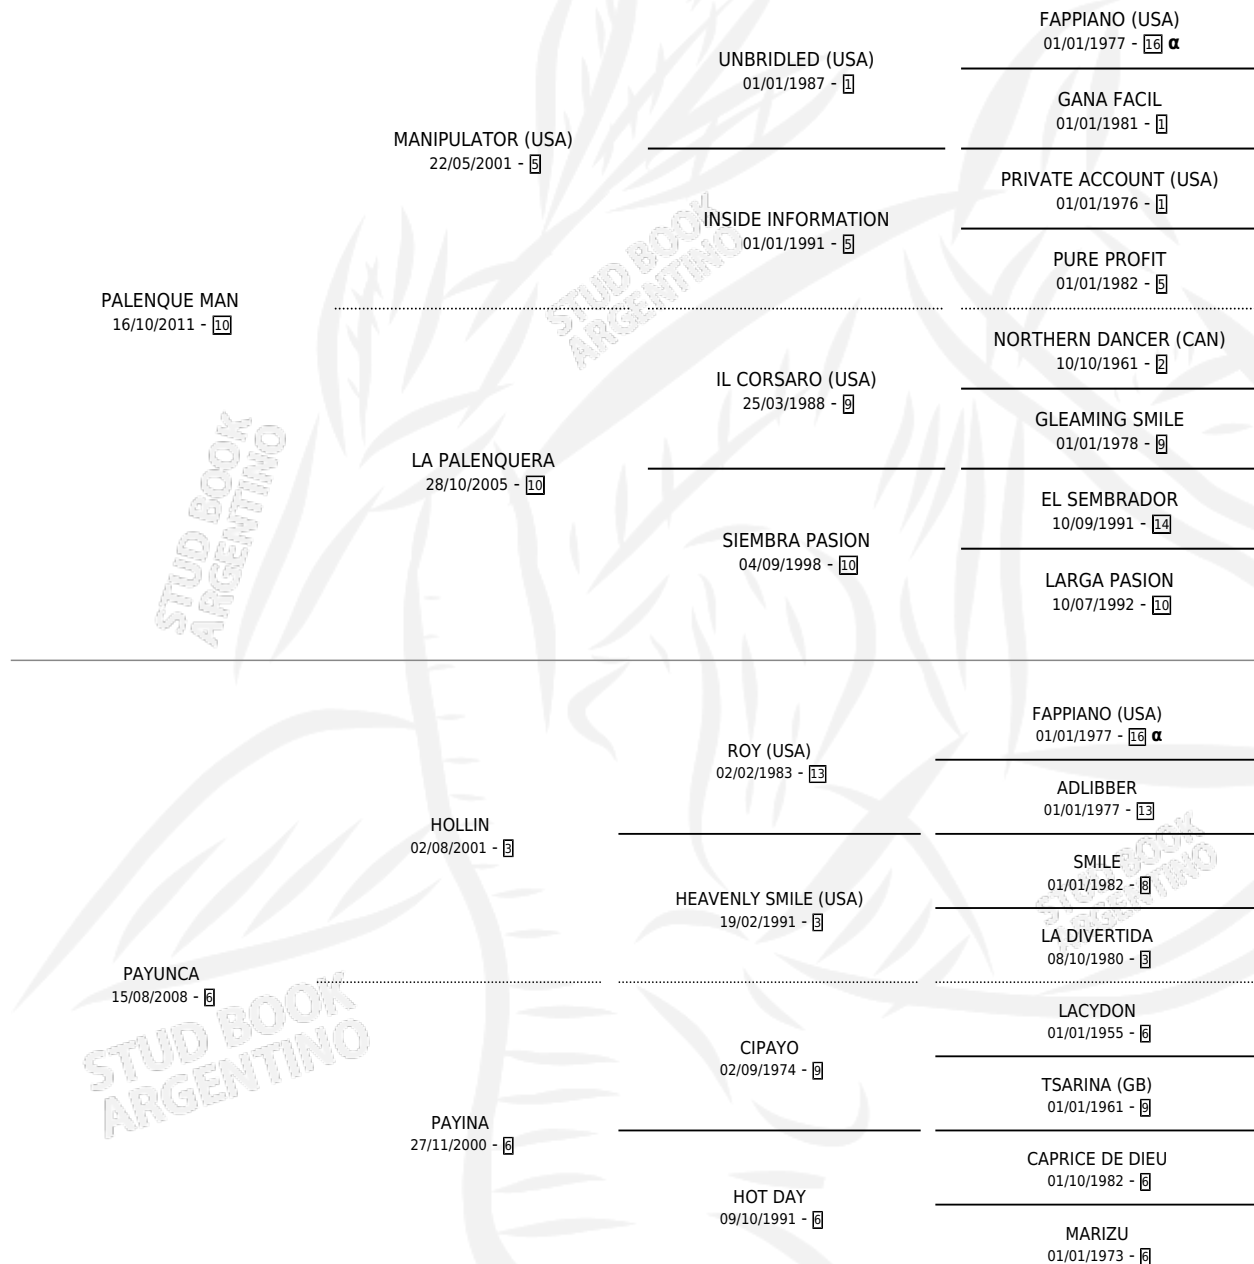 FAPPIANO (USA)
01/01/1977 - 16 α
UNBRIDLED (USA)
01/01/1987 - 1
GANA FACIL
01/01/1981 - 1
MANIPULATOR (USA)
22/05/2001 - 5
PRIVATE ACCOUNT (USA)
01/01/1976 - 1
INSIDE INFORMATION
01/01/1991 - 5
PURE PROFIT
01/01/1982 - 5
PALENQUE MAN
16/10/2011 - 10
NORTHERN DANCER (CAN)
10/10/1961 - 2
IL CORSARO (USA)
25/03/1988 - 9
GLEAMING SMILE
01/01/1978 - 9
LA PALENQUERA
28/10/2005 - 10
EL SEMBRADOR
10/09/1991 - 14
SIEMBRA PASION
04/09/1998 - 10
LARGA PASION
10/07/1992 - 10
STUD BOOK
ARGENTINO
STUD BOOK
ARGENTINO
FAPPIANO (USA)
01/01/1977 - 16 α
ROY (USA)
02/02/1983 - 13
ADLIBBER
01/01/1977 - 13
HOLLIN
02/08/2001 - 3
SMILE
01/01/1982 - 8
HEAVENLY SMILE (USA)
19/02/1991 - 3
LA DIVERTIDA
08/10/1980 - 3
PAYUNCA
15/08/2008 - 6
LACYDON
01/01/1955 - 6
CIPAYO
02/09/1974 - 9
TSARINA (GB)
01/01/1961 - 9
PAYINA
27/11/2000 - 6
CAPRICE DE DIEU
01/10/1982 - 6
HOT DAY
09/10/1991 - 6
MARIZU
01/01/1973 - 6
STUD BOOK
ARGENTINO
STUD BOOK
ARGENTINO